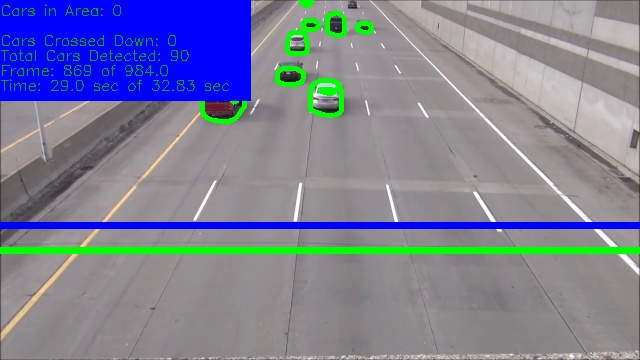 Cars in Area: 0
Cars Crossed Down: 0
Total Cars Detected: 90
Frame: 869 of 984.0
Time: 29.0 sec of 32.83 sec